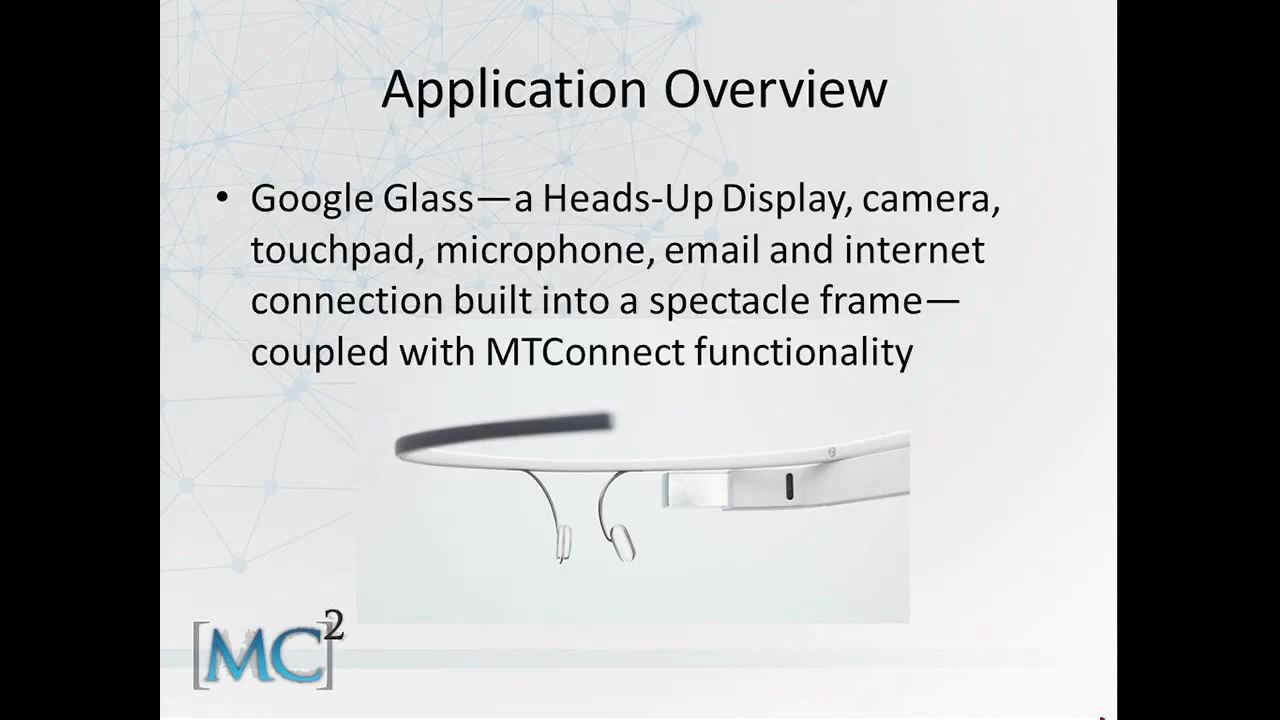 Application Overview
• Google Glass—a Heads-Up Display, camera,
touchpad, microphone, email and internet
connection built into a spectacle frame—
coupled with MTConnect functionality
[MC]2